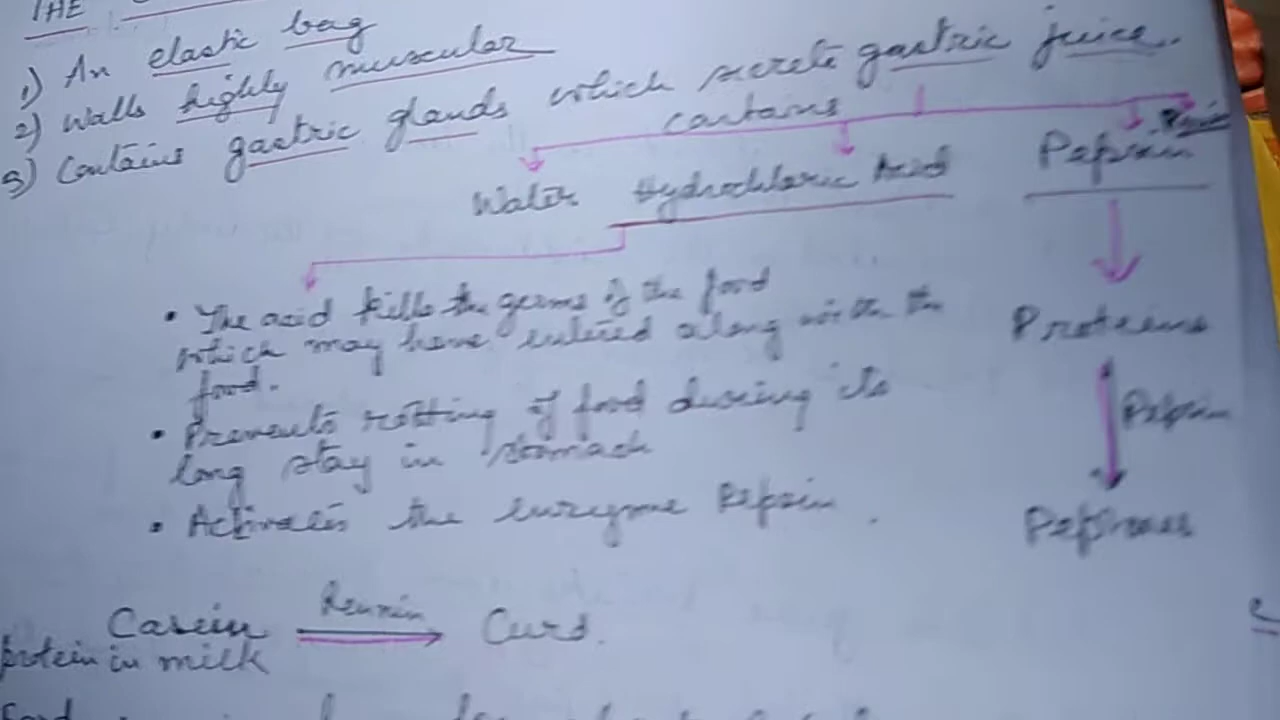 THE
1) An elastic bag
2) Walls highly muscular
3) Contains gastric glands which secrete gastric juice.
contains
Water Hydrochloric Acid Pepsin
• The acid kills the germs of the food
which may have entered along with the
food.
• Prevents rotting of food during its
long stay in stomach
• Activates the enzyme Pepsin.
Proteins
Pepsin
Peptones
Casein Rennin Curd.
protein in milk
food